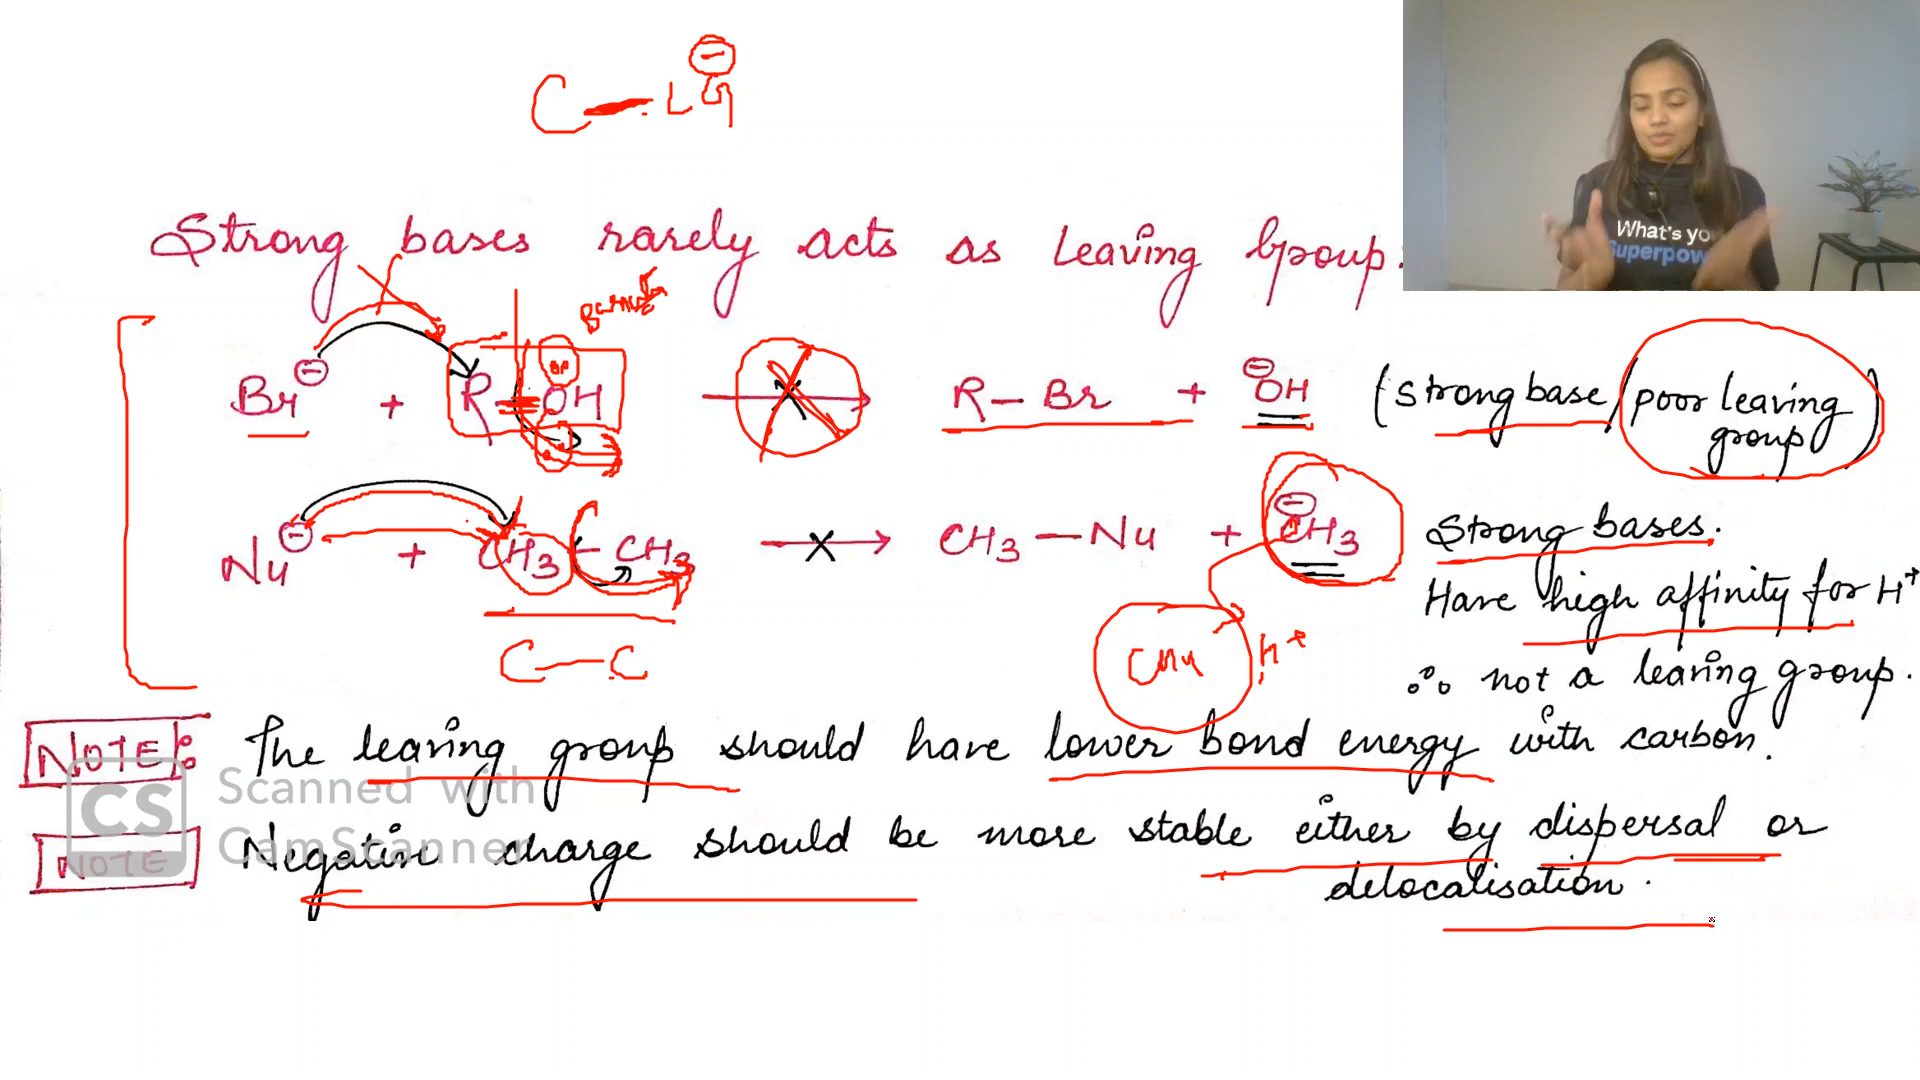 C — Lg⊖
Strong bases rarely acts as leaving Group.
What's yo
Superpow
Br⊖ + R — OH → R — Br + ⊖OH (strong base / poor leaving group)
Nu⊖ + CH3 — CH3 → CH3 — Nu + ⊖CH3 Strong bases.
Have high affinity for H+
C — C
CH4 H+
∴ not a leaving group.
NOTE: The leaving group should have lower bond energy with carbon.
NOTE Negative charge should be more stable either by dispersal or
delocalisation.
CS Scanned with
CamScanner